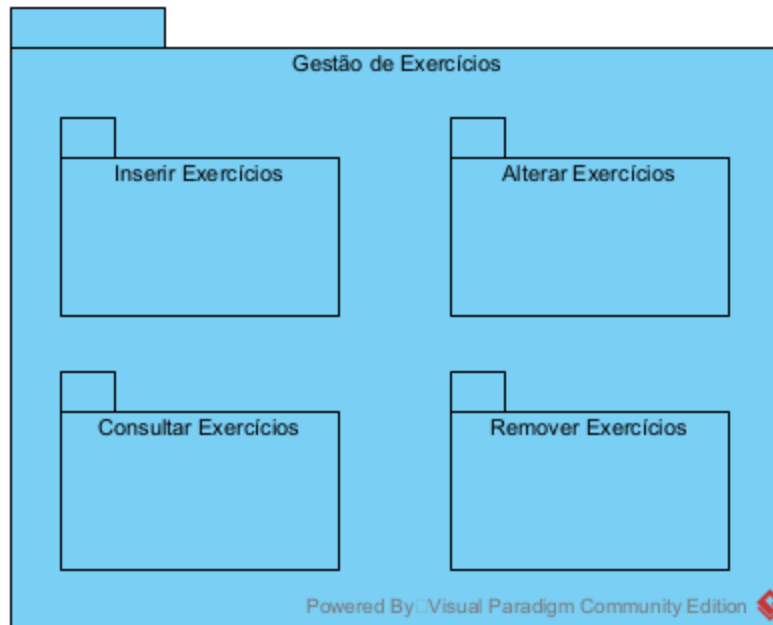 Gestão de Exercícios
Inserir Exercícios
Alterar Exercícios
Consultar Exercícios
Remover Exercícios
Powered By Visual Paradigm Community Edition